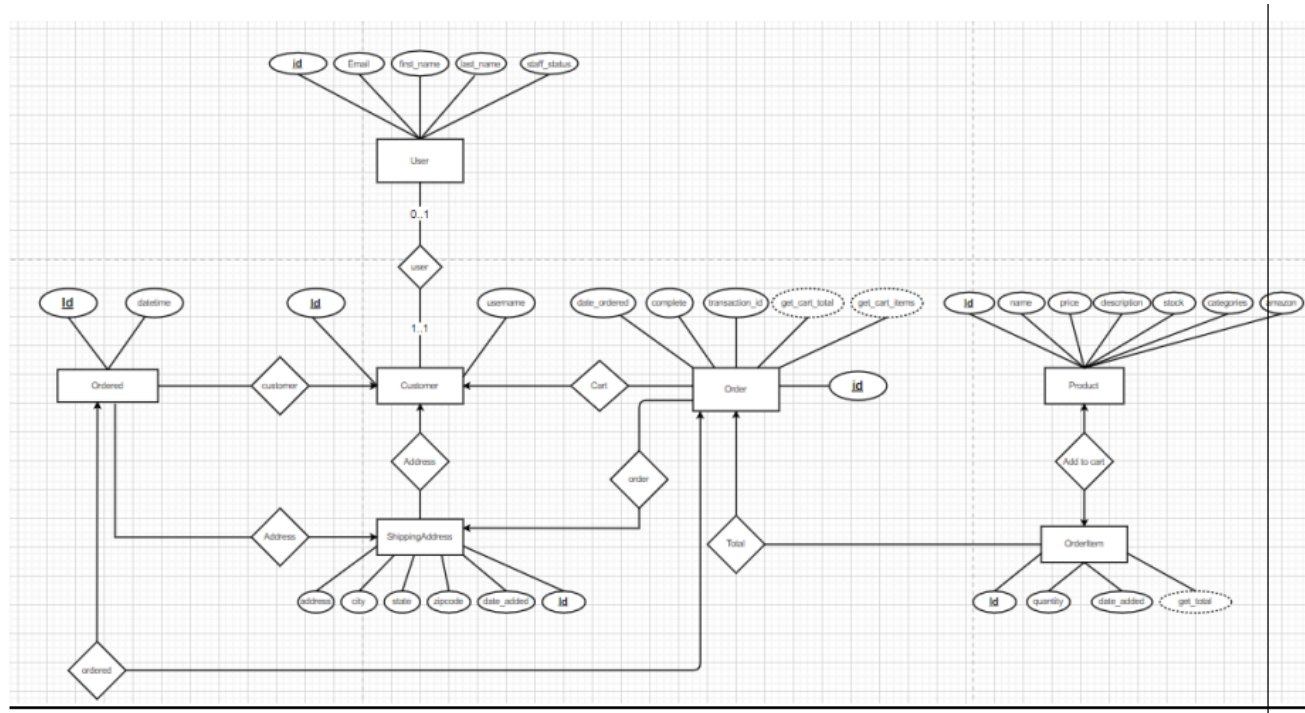 id Email first_name last_name staff_status
User
0..1
user
Id datetime Id username date_ordered complete transaction_id get_cart_total get_cart_items Id name price description stock categories amazon
1..1
Ordered customer Customer Cart Order id Product
Address order Add to cart
Address ShippingAddress Total OrderItem
address city state zipcode date_added Id Id quantity date_added get_total
ordered